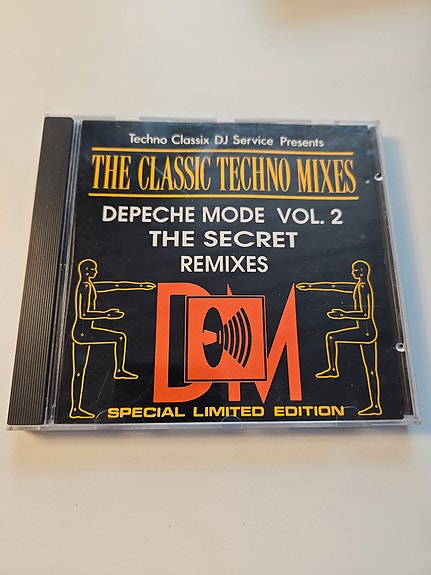 Techno Classix DJ Service Presents
THE CLASSIC TECHNO MIXES
DEPECHE MODE VOL. 2
THE SECRET
REMIXES
DM
SPECIAL LIMITED EDITION